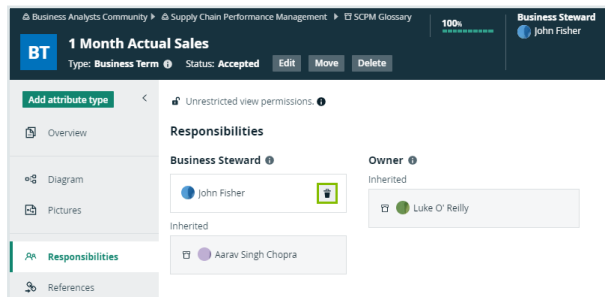 Business Analysts Community Supply Chain Performance Management SCPM Glossary
100%
Business Steward
John Fisher
BT
1 Month Actual Sales
Type: Business Term Status: Accepted Edit Move Delete
Add attribute type
Unrestricted view permissions.
Overview
Responsibilities
Business Steward
Owner
Diagram
John Fisher
Inherited
Luke O' Reilly
Pictures
Inherited
Responsibilities
Aarav Singh Chopra
References